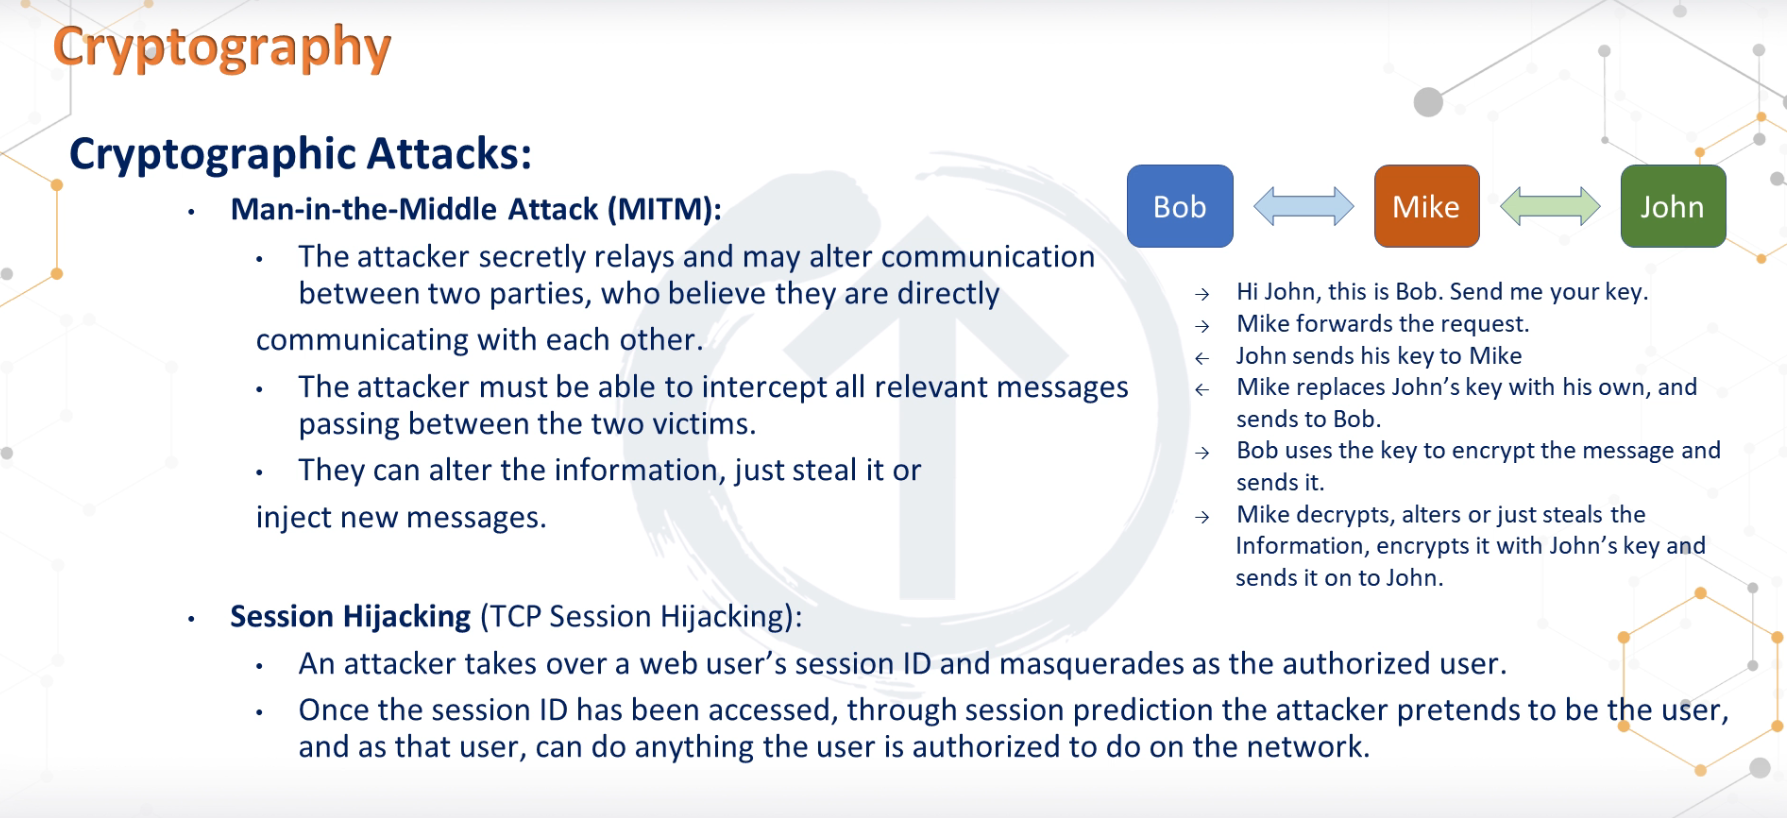 Cryptography
Cryptographic Attacks:
• Man-in-the-Middle Attack (MITM):
• The attacker secretly relays and may alter communication
between two parties, who believe they are directly
communicating with each other.
• The attacker must be able to intercept all relevant messages
passing between the two victims.
• They can alter the information, just steal it or
inject new messages.
Bob
Mike
John
→ Hi John, this is Bob. Send me your key.
→ Mike forwards the request.
← John sends his key to Mike
← Mike replaces John’s key with his own, and
sends to Bob.
→ Bob uses the key to encrypt the message and
sends it.
→ Mike decrypts, alters or just steals the
Information, encrypts it with John’s key and
sends it on to John.
• Session Hijacking (TCP Session Hijacking):
• An attacker takes over a web user’s session ID and masquerades as the authorized user.
• Once the session ID has been accessed, through session prediction the attacker pretends to be the user,
and as that user, can do anything the user is authorized to do on the network.